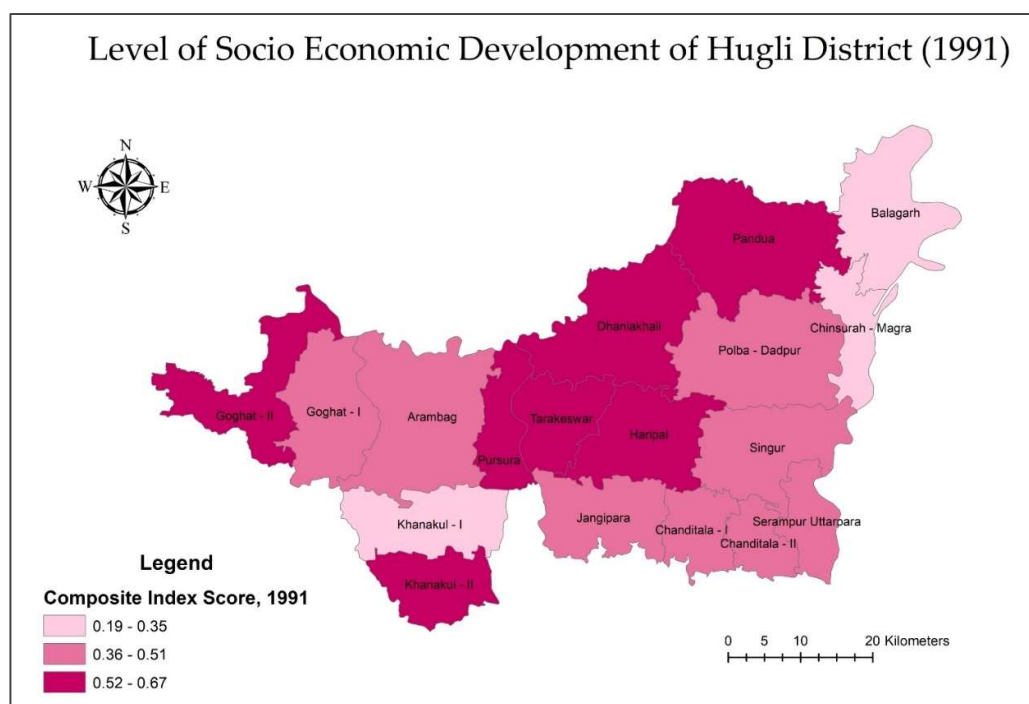 Level of Socio Economic Development of Hugli District (1991)
N
W E
S
Balagarh
Pandua
Dhaniakhali
Chinsurah - Magra
Polba - Dadpur
Goghat - II
Goghat - I
Arambag
Tarakeswar
Haripal
Singur
Pursura
Khanakul - I
Jangipara
Chanditala - I
Serampur Uttarpara
Chanditala - II
Khanakul - II
Legend
Composite Index Score, 1991
0.19 - 0.35
0.36 - 0.51
0.52 - 0.67
0 5 10 20 Kilometers